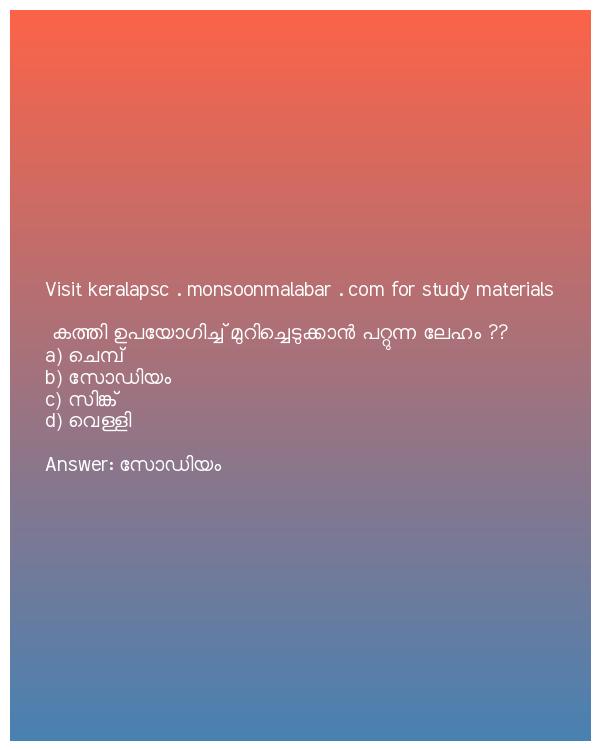 Visit keralapsc . monsoonmalabar . com for study materials
കത്തി ഉപയോഗിച്ച് മുറിച്ചെടുക്കാൻ പറ്റുന്ന ലേഹം ??
a) ചെമ്പ്
b) സോഡിയം
c) സിങ്ക്
d) വെള്ളി
Answer: സോഡിയം